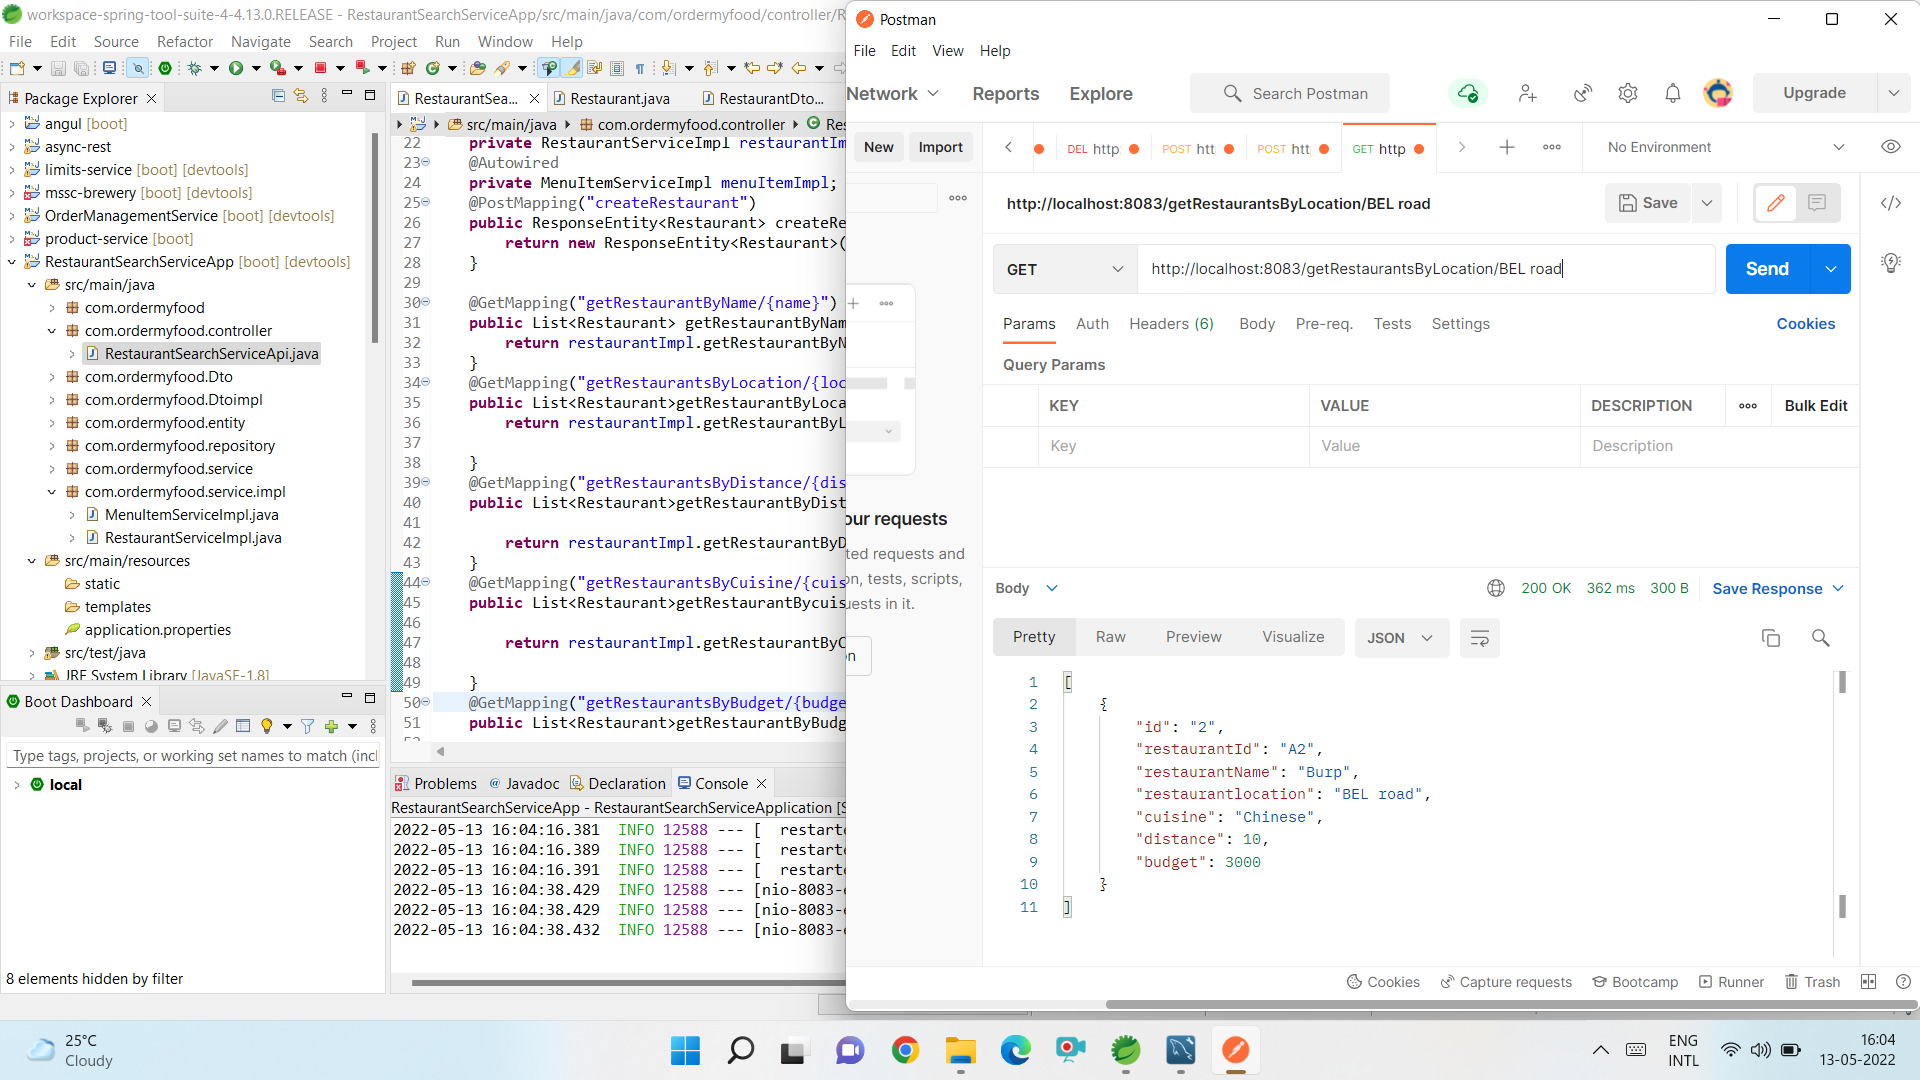 workspace-spring-tool-suite-4-4.13.0.RELEASE - RestaurantSearchServiceApp/src/main/java/com/ordermyfood/controller/R
File Edit Source Refactor Navigate Search Project Run Window Help
Package Explorer
angul [boot]
async-rest
limits-service [boot] [devtools]
mssc-brewery [boot] [devtools]
OrderManagementService [boot] [devtools]
product-service [boot]
RestaurantSearchServiceApp [boot] [devtools]
src/main/java
com.ordermyfood
com.ordermyfood.controller
RestaurantSearchServiceApi.java
com.ordermyfood.Dto
com.ordermyfood.Dtoimpl
com.ordermyfood.entity
com.ordermyfood.repository
com.ordermyfood.service
com.ordermyfood.service.impl
MenuItemServiceImpl.java
RestaurantServiceImpl.java
src/main/resources
static
templates
application.properties
src/test/java
JRE System Library [JavaSE-1.8]
Boot Dashboard
Type tags, projects, or working set names to match (incl
local
8 elements hidden by filter
RestaurantSea... Restaurant.java RestaurantDto...
src/main/java com.ordermyfood.controller Res
22 private RestaurantServiceImpl restaurantIm
23 @Autowired
24 private MenuItemServiceImpl menuItemImpl;
25 @PostMapping("createRestaurant")
26 public ResponseEntity<Restaurant> createRe
27 return new ResponseEntity<Restaurant>(
28 }
29
30 @GetMapping("getRestaurantByName/{name}")
31 public List<Restaurant> getRestaurantByNam
32 return restaurantImpl.getRestaurantByN
33 }
34 @GetMapping("getRestaurantsByLocation/{loc
35 public List<Restaurant>getRestaurantByLoca
36 return restaurantImpl.getRestaurantByL
37
38 }
39 @GetMapping("getRestaurantsByDistance/{dis
40 public List<Restaurant>getRestaurantByDist
41
42 return restaurantImpl.getRestaurantByD
43 }
44 @GetMapping("getRestaurantsByCuisine/{cuis
45 public List<Restaurant>getRestaurantBycuis
46
47 return restaurantImpl.getRestaurantByC
48
49 }
50 @GetMapping("getRestaurantsByBudget/{budge
51 public List<Restaurant>getRestaurantByBudg
Problems Javadoc Declaration Console
RestaurantSearchServiceApp - RestaurantSearchServiceApplication [S
2022-05-13 16:04:16.381 INFO 12588 --- [ restarte
2022-05-13 16:04:16.389 INFO 12588 --- [ restarte
2022-05-13 16:04:16.391 INFO 12588 --- [ restarte
2022-05-13 16:04:38.429 INFO 12588 --- [nio-8083-e
2022-05-13 16:04:38.429 INFO 12588 --- [nio-8083-e
2022-05-13 16:04:38.432 INFO 12588 --- [nio-8083-e
Postman
File Edit View Help
Network Reports Explore Search Postman Upgrade
New Import DEL http POST htt POST htt GET http No Environment
http://localhost:8083/getRestaurantsByLocation/BEL road Save
GET http://localhost:8083/getRestaurantsByLocation/BEL road Send
Params Auth Headers (6) Body Pre-req. Tests Settings Cookies
Query Params
KEY VALUE DESCRIPTION Bulk Edit
Key Value Description
our requests
ted requests and
on, tests, scripts,
uests in it.
on
Body 200 OK 362 ms 300 B Save Response
Pretty Raw Preview Visualize JSON
1 [
2 {
3 "id": "2",
4 "restaurantId": "A2",
5 "restaurantName": "Burp",
6 "restaurantlocation": "BEL road",
7 "cuisine": "Chinese",
8 "distance": 10,
9 "budget": 3000
10 }
11 ]
Cookies Capture requests Bootcamp Runner Trash
25°C
Cloudy
ENG
INTL
16:04
13-05-2022